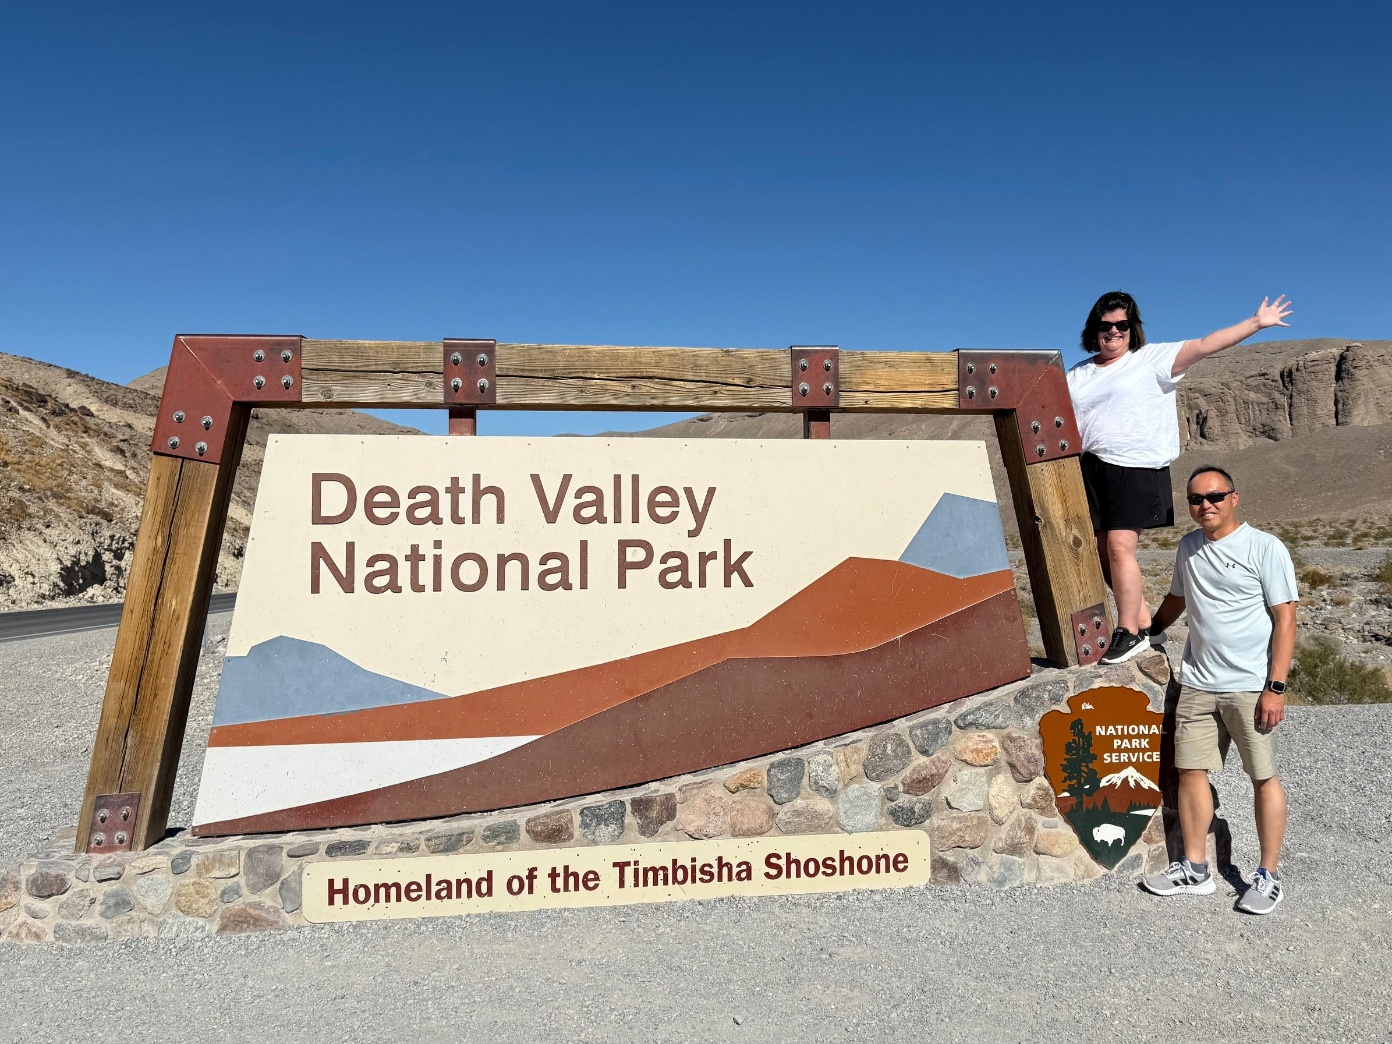 Death Valley
National Park
NATIONAL
PARK
SERVICE
Homeland of the Timbisha Shoshone